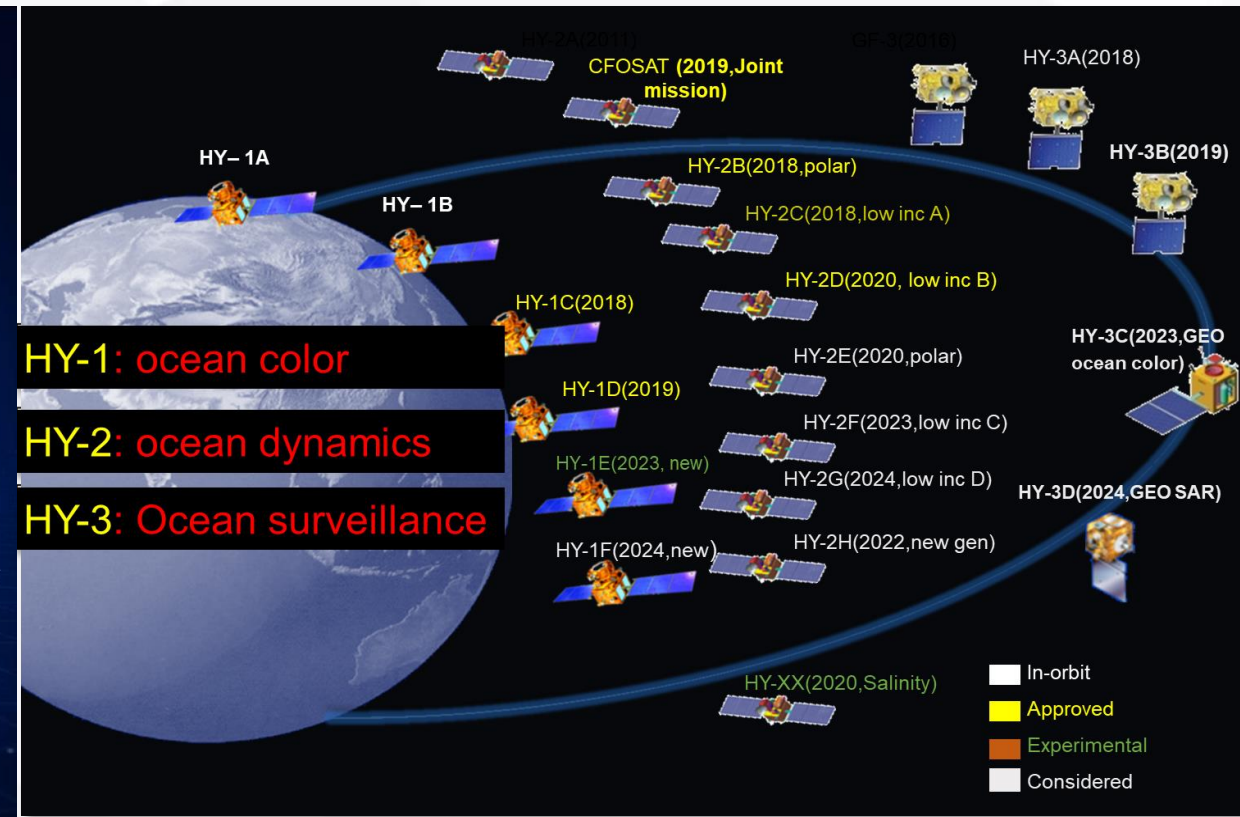 HY-2A(2011)
GF-3(2016)
CFOSAT (2019,Joint
mission)
HY-3A(2018)
HY– 1A
HY-2B(2018,polar)
HY-3B(2019)
HY– 1B
HY-2C(2018,low inc A)
HY-2D(2020, low inc B)
HY-1C(2018)
HY-3C(2023,GEO
ocean color)
HY-1: ocean color
HY-2E(2020,polar)
HY-1D(2019)
HY-2F(2023,low inc C)
HY-2: ocean dynamics
HY-1E(2023, new)
HY-2G(2024,low inc D)
HY-3D(2024,GEO SAR)
HY-3: Ocean surveillance
HY-1F(2024,new)
HY-2H(2022,new gen)
HY-XX(2020,Salinity)
In-orbit
Approved
Experimental
Considered